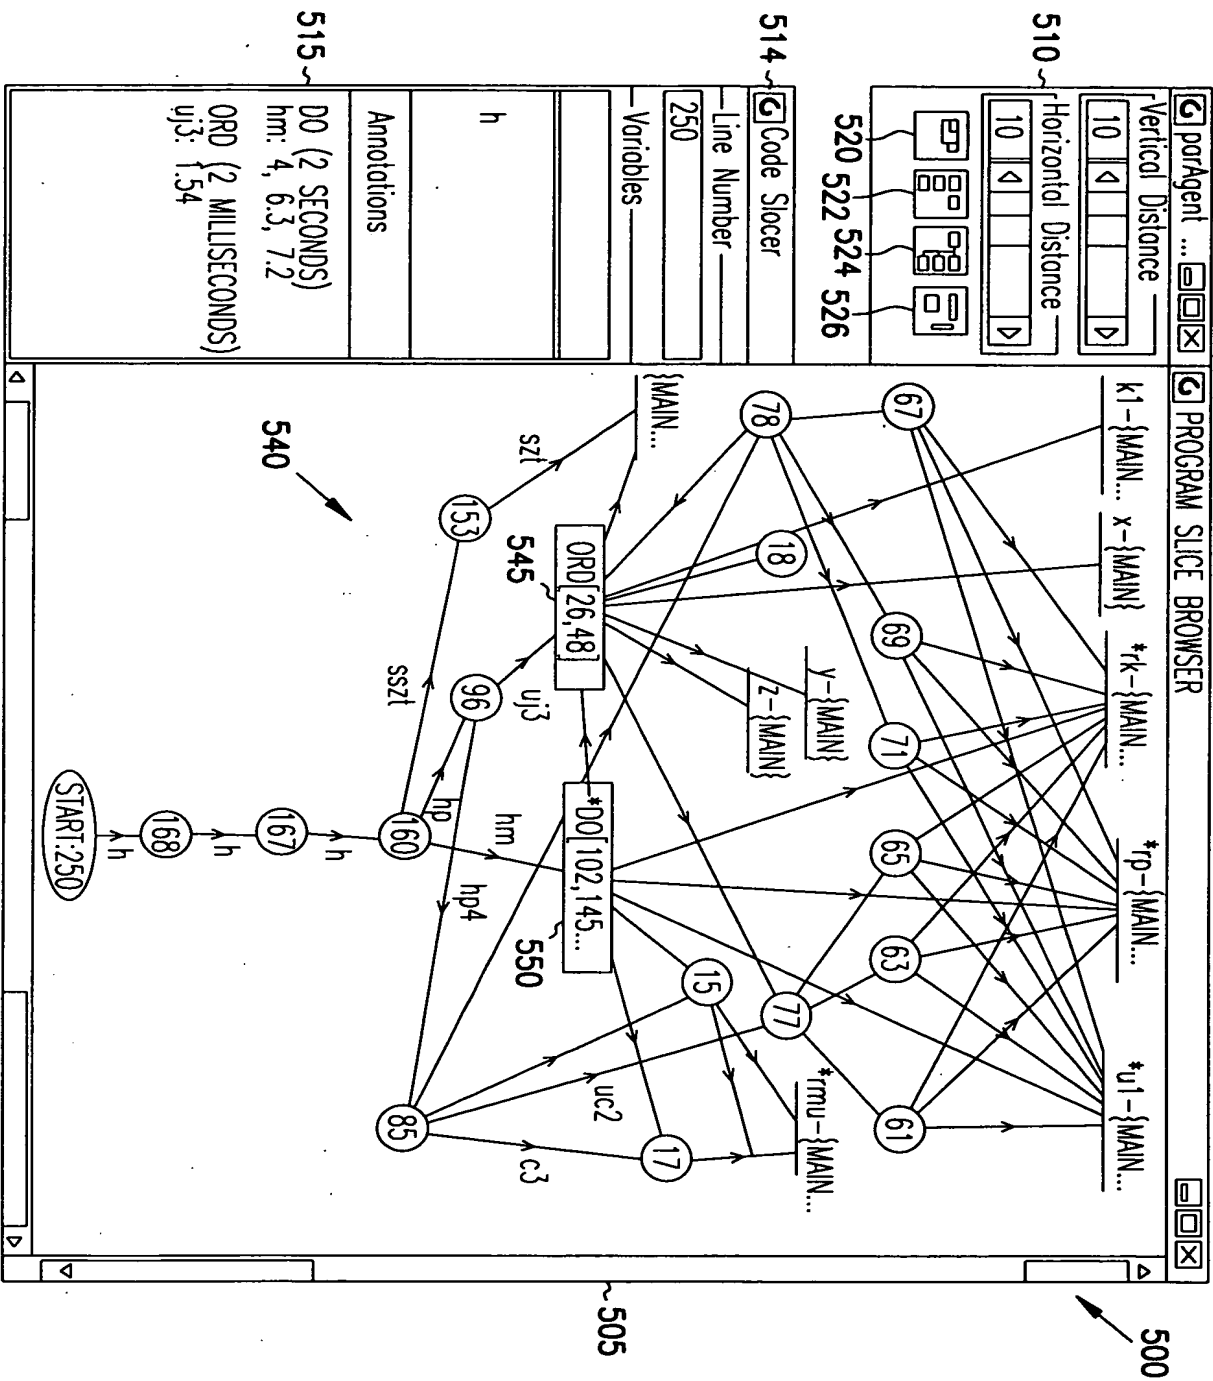 500
505
510
parAgent ...
Vertical Distance
10
Horizontal Distance
10
520
522
524
526
514
Code Slocer
Line Number
250
Variables
h
515
Annotations
DO (2 SECONDS)
hm: 4, 6.3, 7.2
ORD (2 MILLISECONDS)
uj3: 1.54
PROGRAM SLICE BROWSER
k1-{MAIN...
x-{MAIN}
*rk-{MAIN...
*rp-{MAIN...
*u1-{MAIN...
67
69
71
65
63
61
y-{MAIN}
*rmu-{MAIN...
78
18
z-{MAIN}
77
15
{MAIN...
17
ORD[26,48]
*DO[102,145...
545
550
szt
uj3
uc2
c3
153
96
hm
540
sszt
hp
hp4
160
85
h
167
h
168
h
START:250